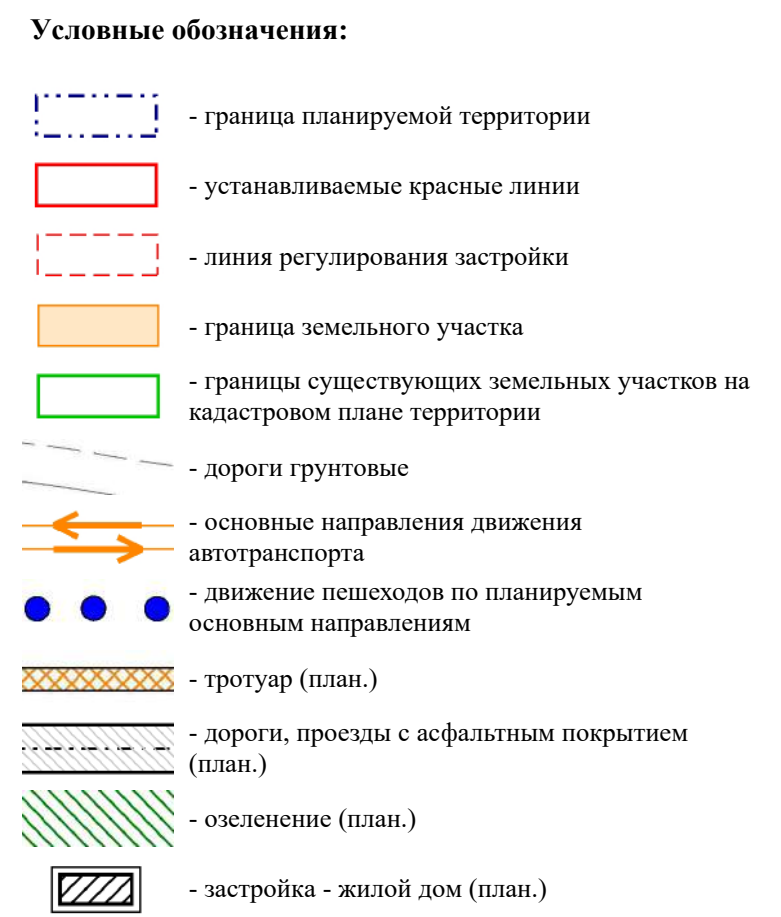 Условные обозначения:
- граница планируемой территории
- устанавливаемые красные линии
- линия регулирования застройки
- граница земельного участка
- границы существующих земельных участков на
кадастровом плане территории
- дороги грунтовые
- основные направления движения
автотранспорта
- движение пешеходов по планируемым
основным направлениям
- тротуар (план.)
- дороги, проезды с асфальтным покрытием
(план.)
- озеленение (план.)
- застройка - жилой дом (план.)